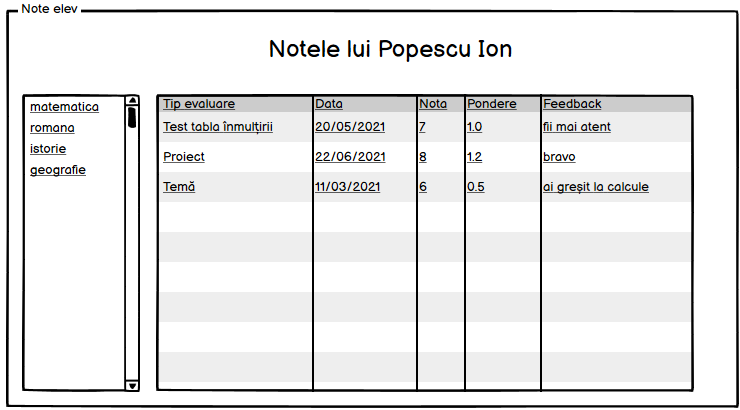 Note elev
Notele lui Popescu Ion
matematica
romana
istorie
geografie
Tip evaluare Data Nota Pondere Feedback
Test tabla înmulțirii 20/05/2021 7 1.0 fii mai atent
Proiect 22/06/2021 8 1.2 bravo
Temă 11/03/2021 6 0.5 ai greșit la calcule